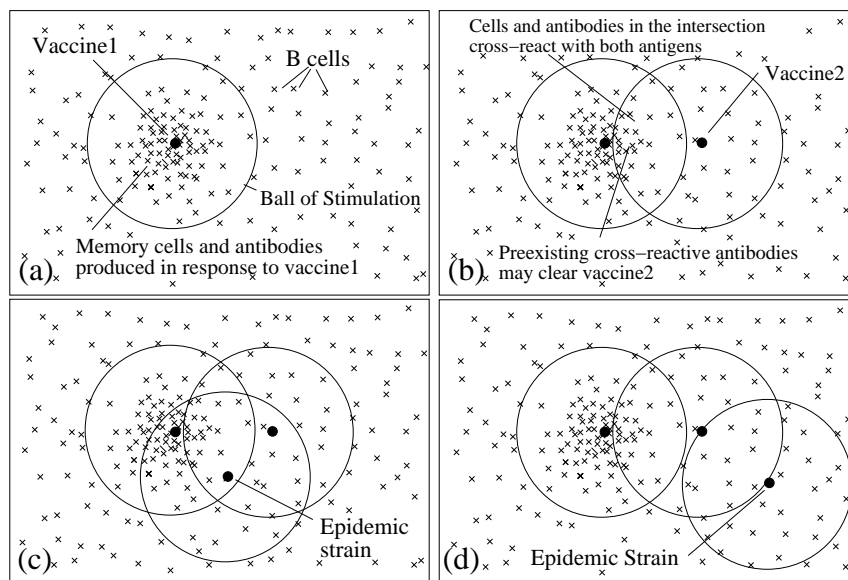 Vaccine1
B cells
Ball of Stimulation
Memory cells and antibodies
produced in response to vaccine1
(a)
Cells and antibodies in the intersection
cross−react with both antigens
Vaccine2
Preexisting cross−reactive antibodies
may clear vaccine2
(b)
Epidemic
strain
(c)
Epidemic Strain
(d)